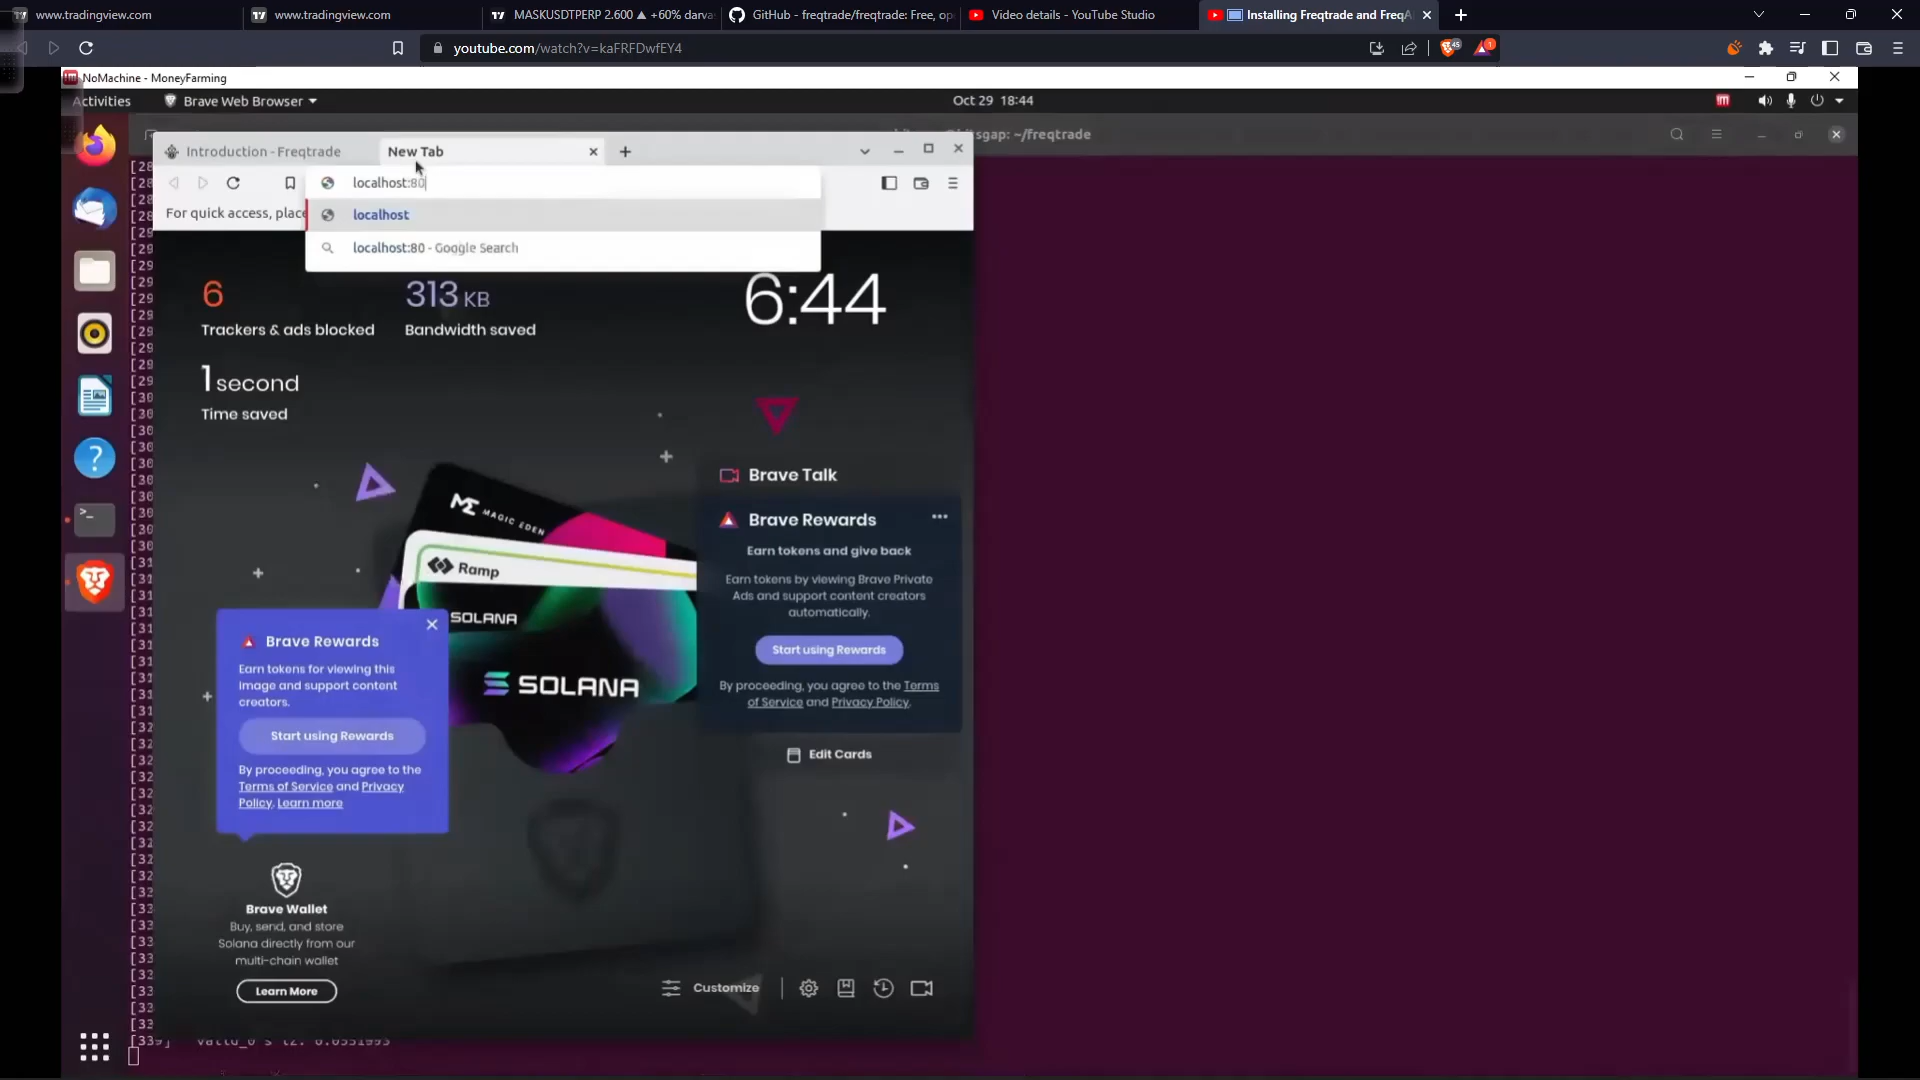 www.tradingview.com
www.tradingview.com
MASKUSDTPERP 2.600 ▲ +60% darva
GitHub - freqtrade/freqtrade: Free, op
Video details - YouTube Studio
Installing Freqtrade and FreqA
youtube.com/watch?v=kaFRFDwfEY4
45
1
NoMachine - MoneyFarming
Activities
Brave Web Browser
Oct 29 18:44
sgap: ~/freqtrade
Introduction - Freqtrade
New Tab
localhost:80
For quick access, place
localhost
localhost:80 - Google Search
6
Trackers & ads blocked
313 KB
Bandwidth saved
6:44
1 second
Time saved
Brave Talk
Brave Rewards
Earn tokens and give back
Earn tokens by viewing Brave Private
Ads and support content creators
automatically.
Start using Rewards
By proceeding, you agree to the Terms
of Service and Privacy Policy.
Edit Cards
MAGIC EDEN
Ramp
SOLANA
SOLANA
Brave Rewards
Earn tokens for viewing this
image and support content
creators.
Start using Rewards
By proceeding, you agree to the
Terms of Service and Privacy
Policy. Learn more
Brave Wallet
Buy, send, and store
Solana directly from our
multi-chain wallet
Learn More
Customize